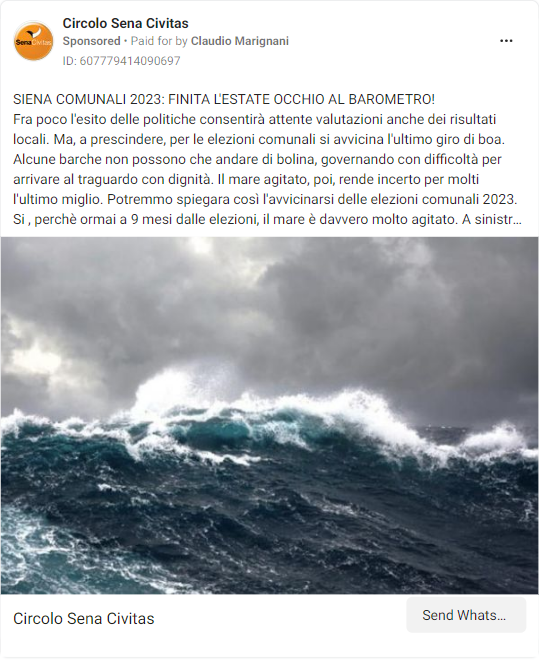 Circolo Sena Civitas
Sponsored • Paid for by Claudio Marignani
ID: 607779414090697
SenaCivitas
SIENA COMUNALI 2023: FINITA L'ESTATE OCCHIO AL BAROMETRO!
Fra poco l'esito delle politiche consentirà attente valutazioni anche dei risultati
locali. Ma, a prescindere, per le elezioni comunali si avvicina l'ultimo giro di boa.
Alcune barche non possono che andare di bolina, governando con difficoltà per
arrivare al traguardo con dignità. Il mare agitato, poi, rende incerto per molti
l'ultimo miglio. Potremmo spiegara così l'avvicinarsi delle elezioni comunali 2023.
Si , perchè ormai a 9 mesi dalle elezioni, il mare è davvero molto agitato. A sinistr...
Circolo Sena Civitas
Send Whats...